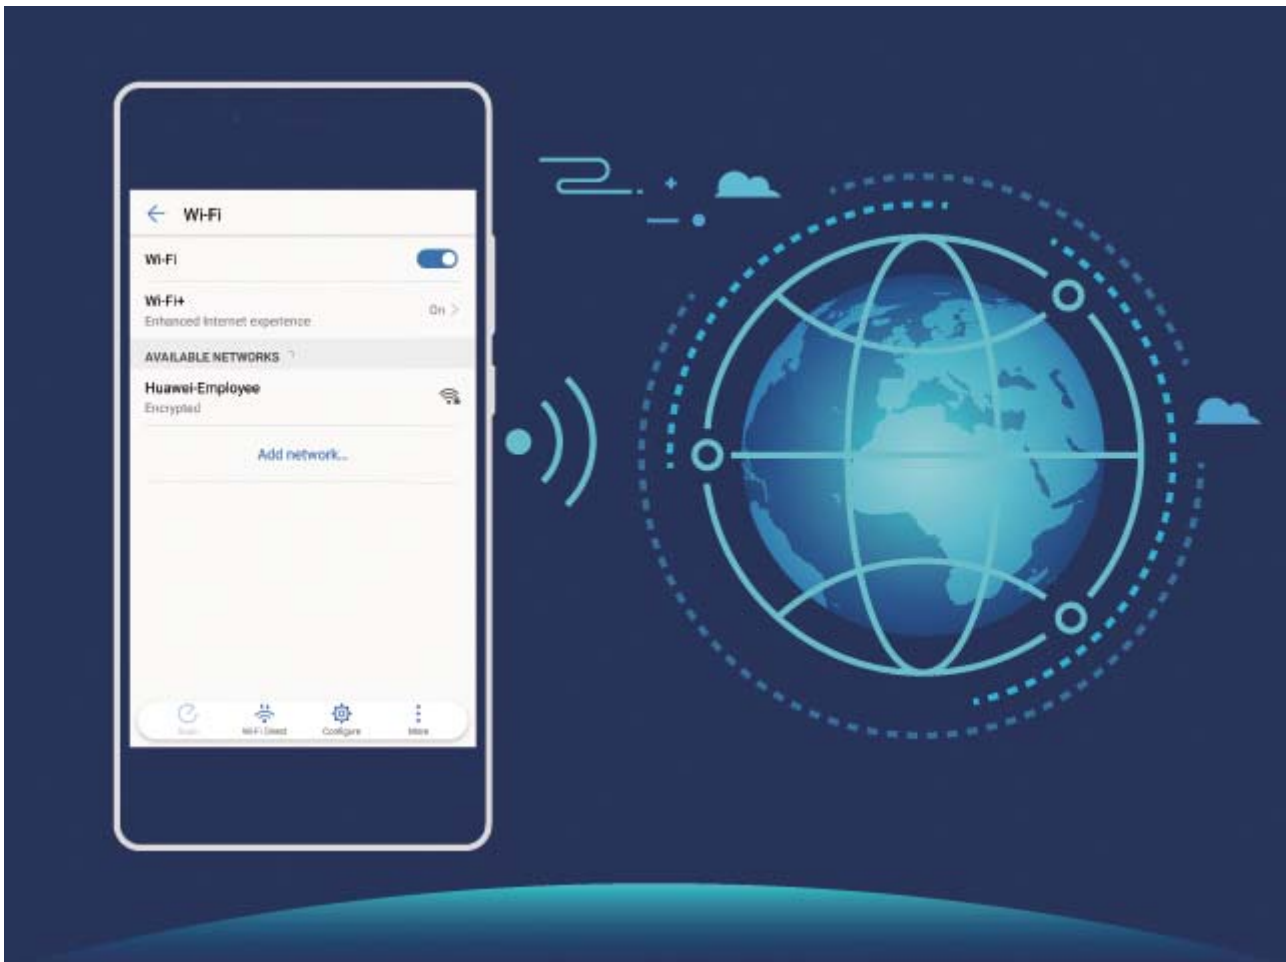 Wi-Fi
Wi-Fi
Wi-Fi+
Enhanced Internet experience
On
AVAILABLE NETWORKS
Huawei-Employee
Encrypted
Add network...
Scan Wi-Fi Direct Configure More